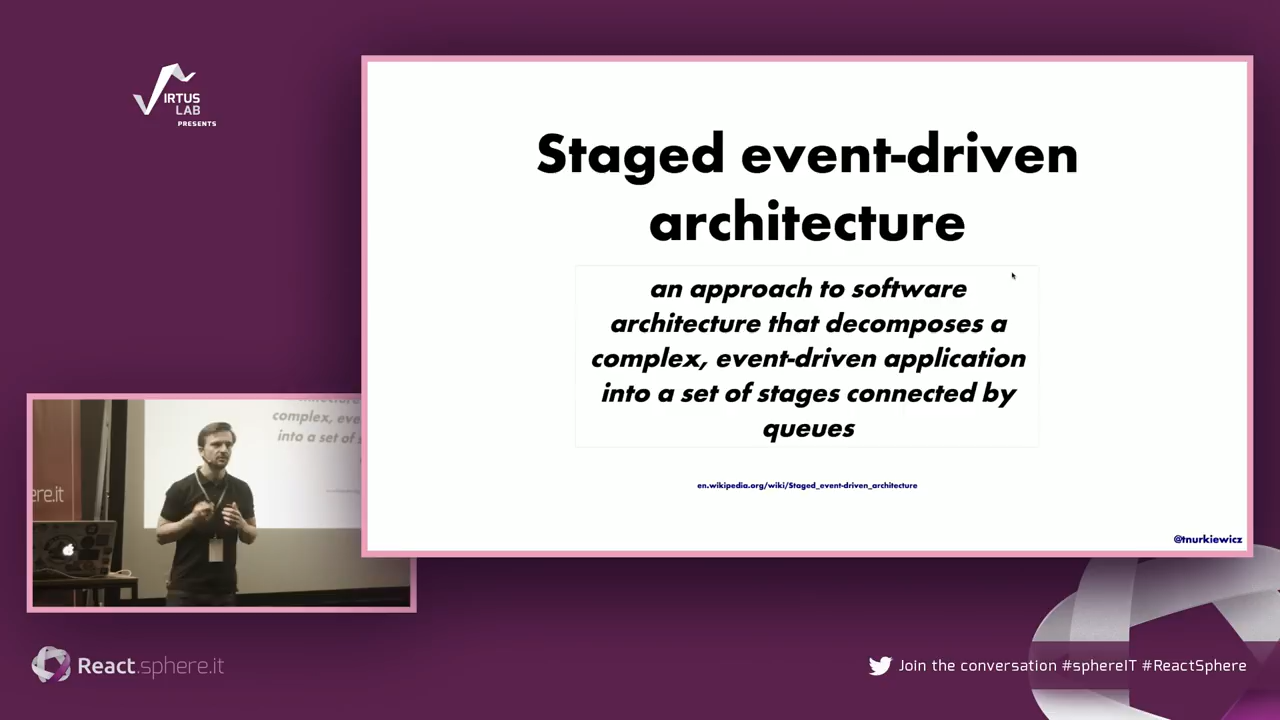 VIRTUS
LAB
PRESENTS
Staged event-driven
architecture
an approach to software
architecture that decomposes a
complex, event-driven application
into a set of stages connected by
queues
en.wikipedia.org/wiki/Staged_event-driven_architecture
@tnurkiewicz
complex, eve
into a set of s
ere.it
React.sphere.it
Join the conversation #sphereIT #ReactSphere